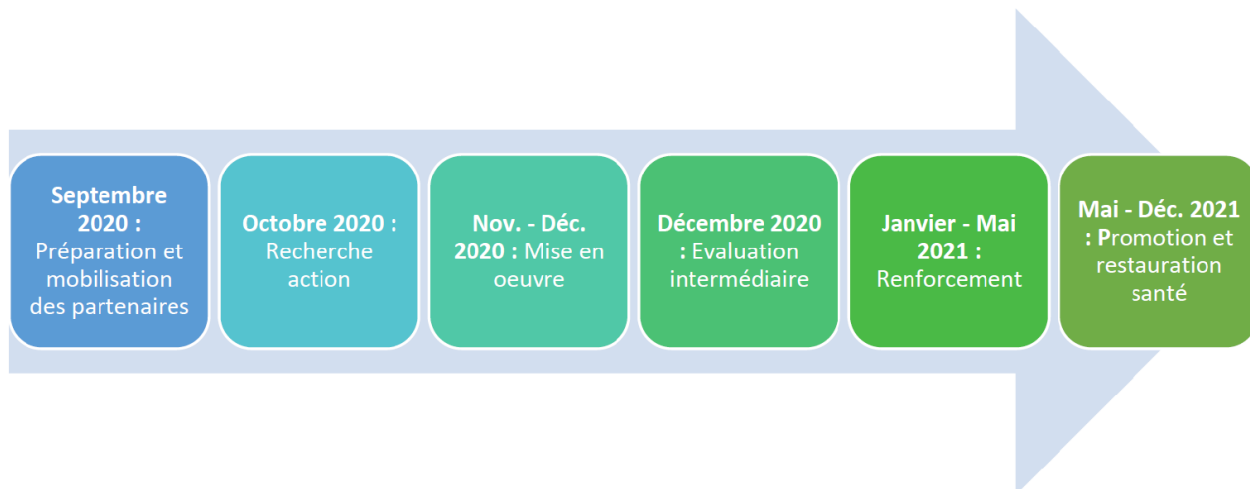 Septembre
2020 :
Préparation et
mobilisation
des partenaires
Octobre 2020 :
Recherche
action
Nov. - Déc.
2020 : Mise en
oeuvre
Décembre 2020
: Evaluation
intermédiaire
Janvier - Mai
2021 :
Renforcement
Mai - Déc. 2021
: Promotion et
restauration
santé